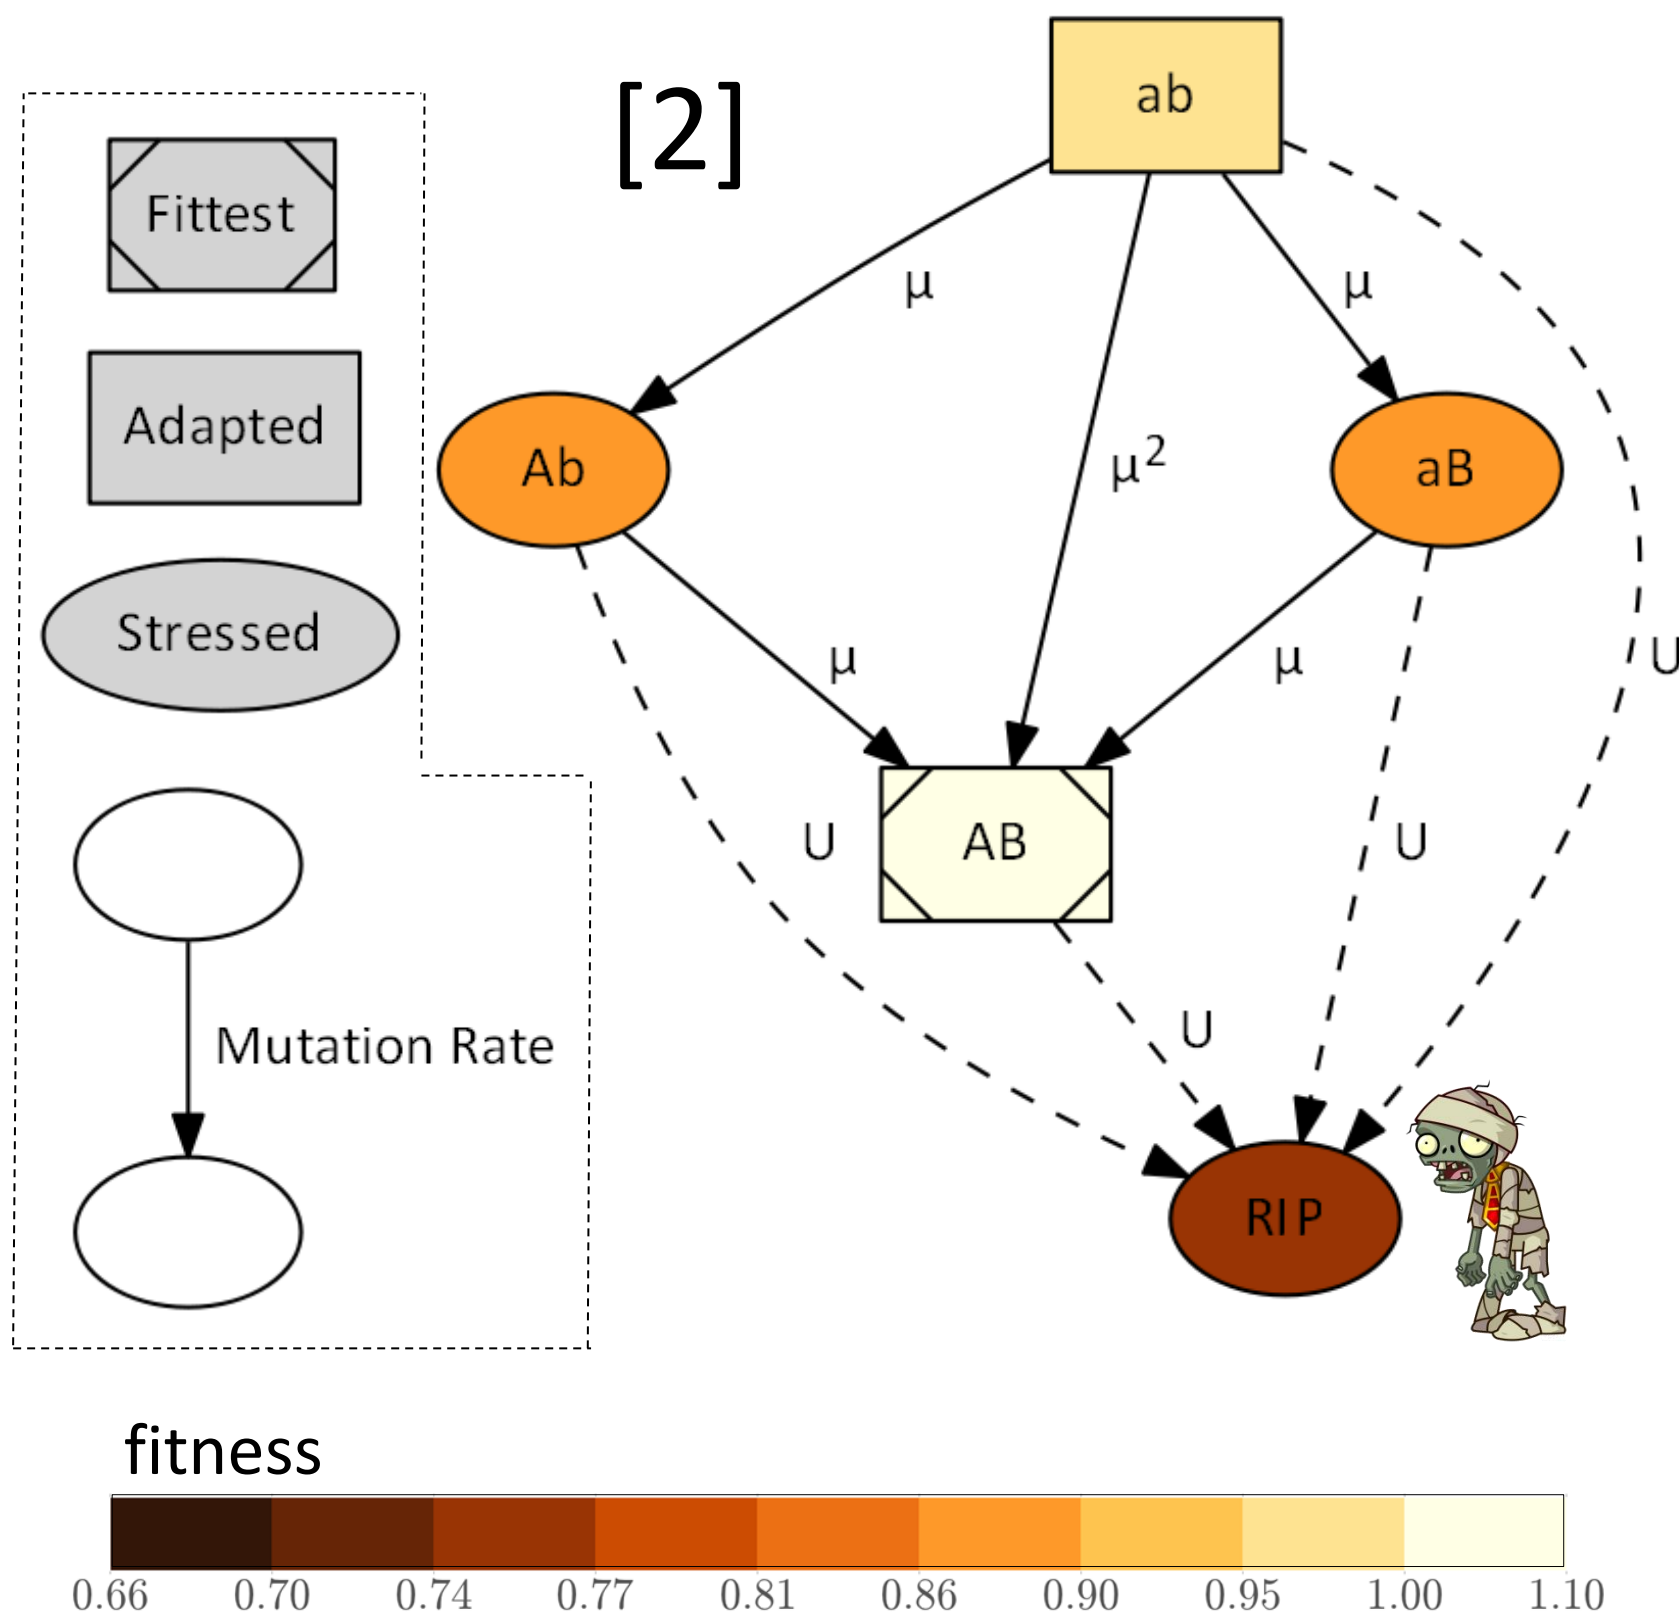 [2]
ab
Fittest
μ
μ
Adapted
Ab
μ²
aB
Stressed
μ
μ
U
U
AB
U
U
Mutation Rate
RIP
fitness
0.66 0.70 0.74 0.77 0.81 0.86 0.90 0.95 1.00 1.10